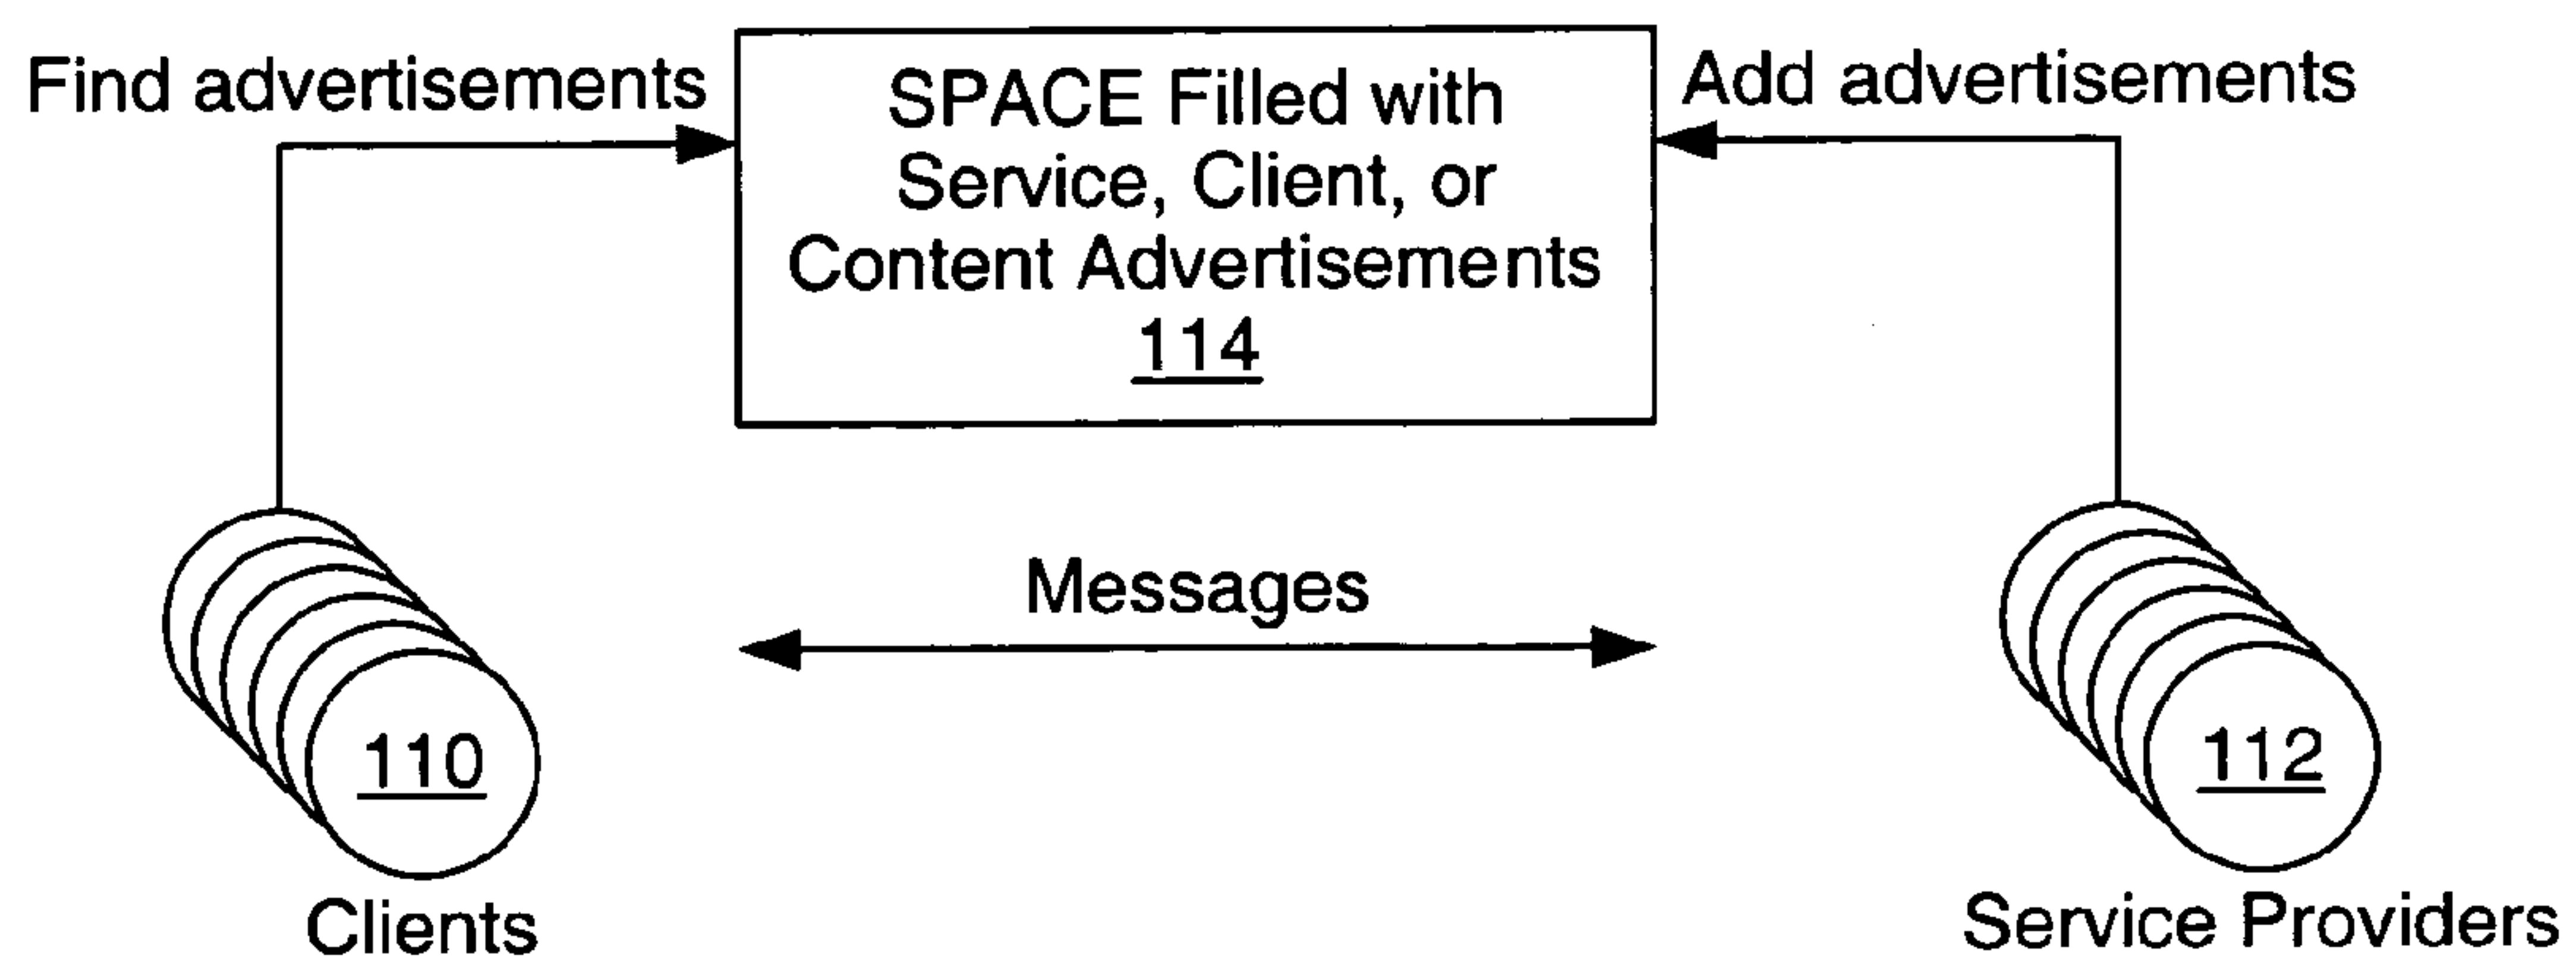 Find advertisements
SPACE Filled with
Service, Client, or
Content Advertisements
114
Add advertisements
Messages
110
Clients
112
Service Providers